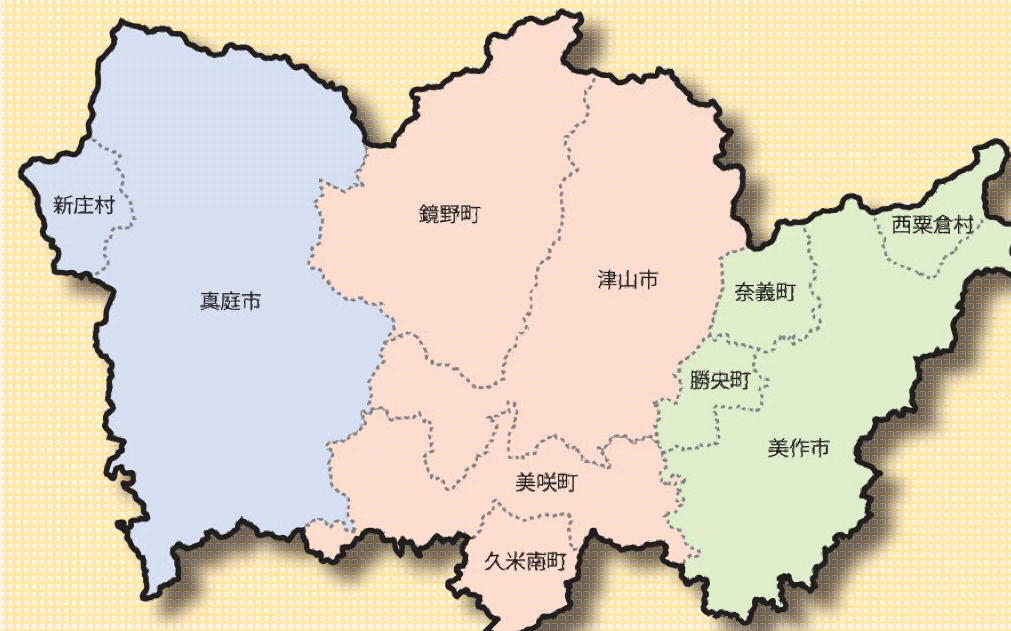 新庄村
真庭市
鏡野町
津山市
奈義町
西粟倉村
勝央町
美作市
美咲町
久米南町